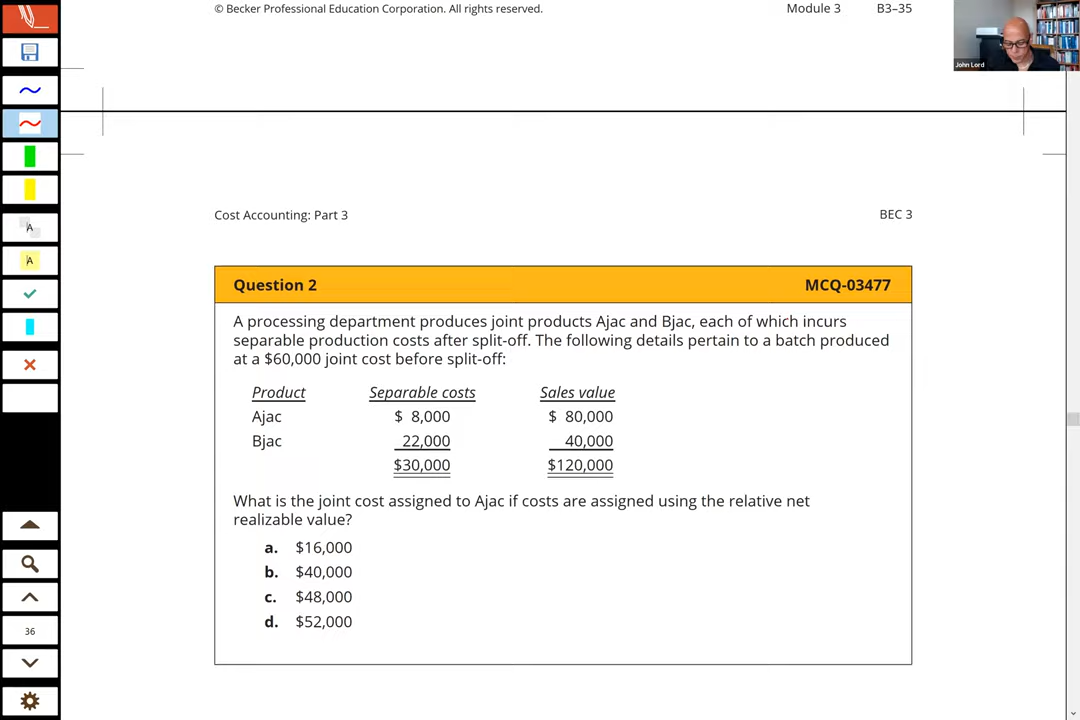 © Becker Professional Education Corporation. All rights reserved.
Module 3 B3–35
John Lord
Cost Accounting: Part 3
BEC 3
Question 2
MCQ-03477
A processing department produces joint products Ajac and Bjac, each of which incurs
separable production costs after split-off. The following details pertain to a batch produced
at a $60,000 joint cost before split-off:
Product Separable costs Sales value
Ajac $ 8,000 $ 80,000
Bjac 22,000 40,000
$30,000 $120,000
What is the joint cost assigned to Ajac if costs are assigned using the relative net
realizable value?
a. $16,000
b. $40,000
c. $48,000
d. $52,000
A
A
36